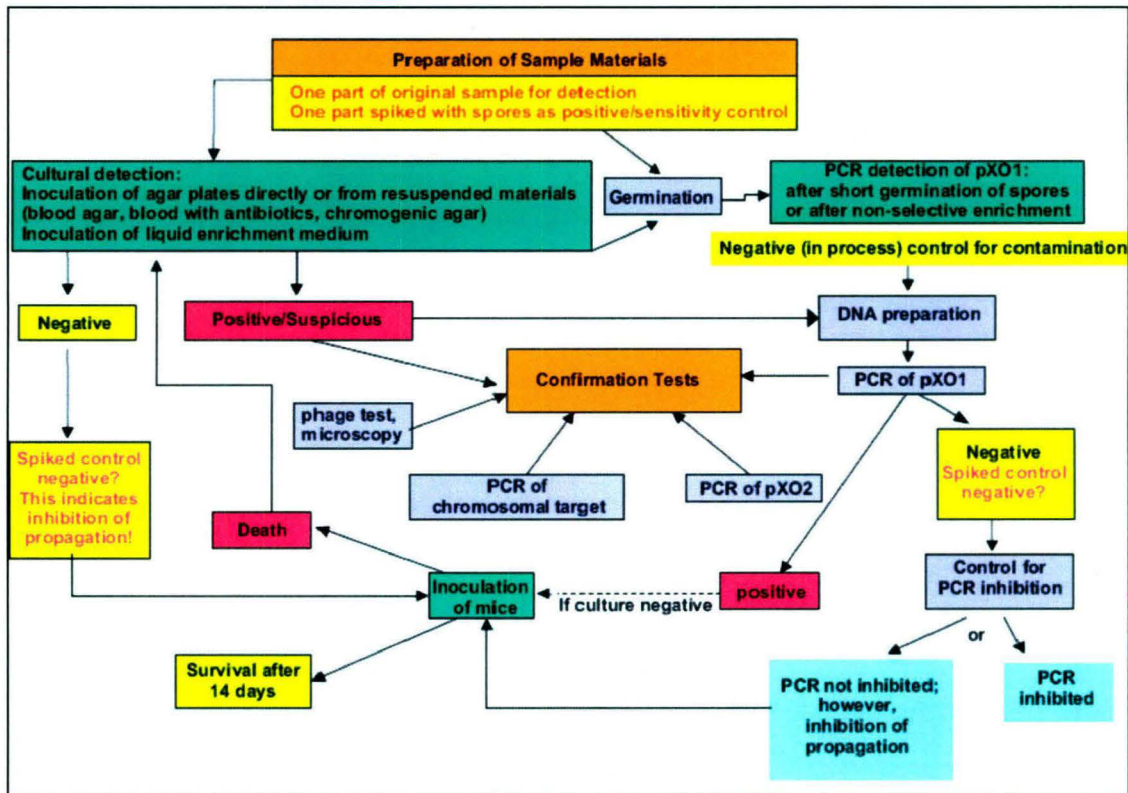 Preparation of Sample Materials
One part of original sample for detection
One part spiked with spores as positive/sensitivity control
Cultural detection:
Inoculation of agar plates directly or from resuspended materials
(blood agar, blood with antibiotics, chromogenic agar)
Inoculation of liquid enrichment medium
Germination
PCR detection of pXO1:
after short germination of spores
or after non-selective enrichment
Negative (in process) control for contamination
Negative
Positive/Suspicious
DNA preparation
Confirmation Tests
PCR of pXO1
phage test,
microscopy
Spiked control
negative?
This indicates
inhibition of
propagation!
PCR of
chromosomal target
PCR of pXO2
Negative
Spiked control
negative?
Death
Inoculation
of mice
If culture negative
positive
Control for
PCR inhibition
or
Survival after
14 days
PCR not inhibited;
however,
inhibition of
propagation
PCR
inhibited